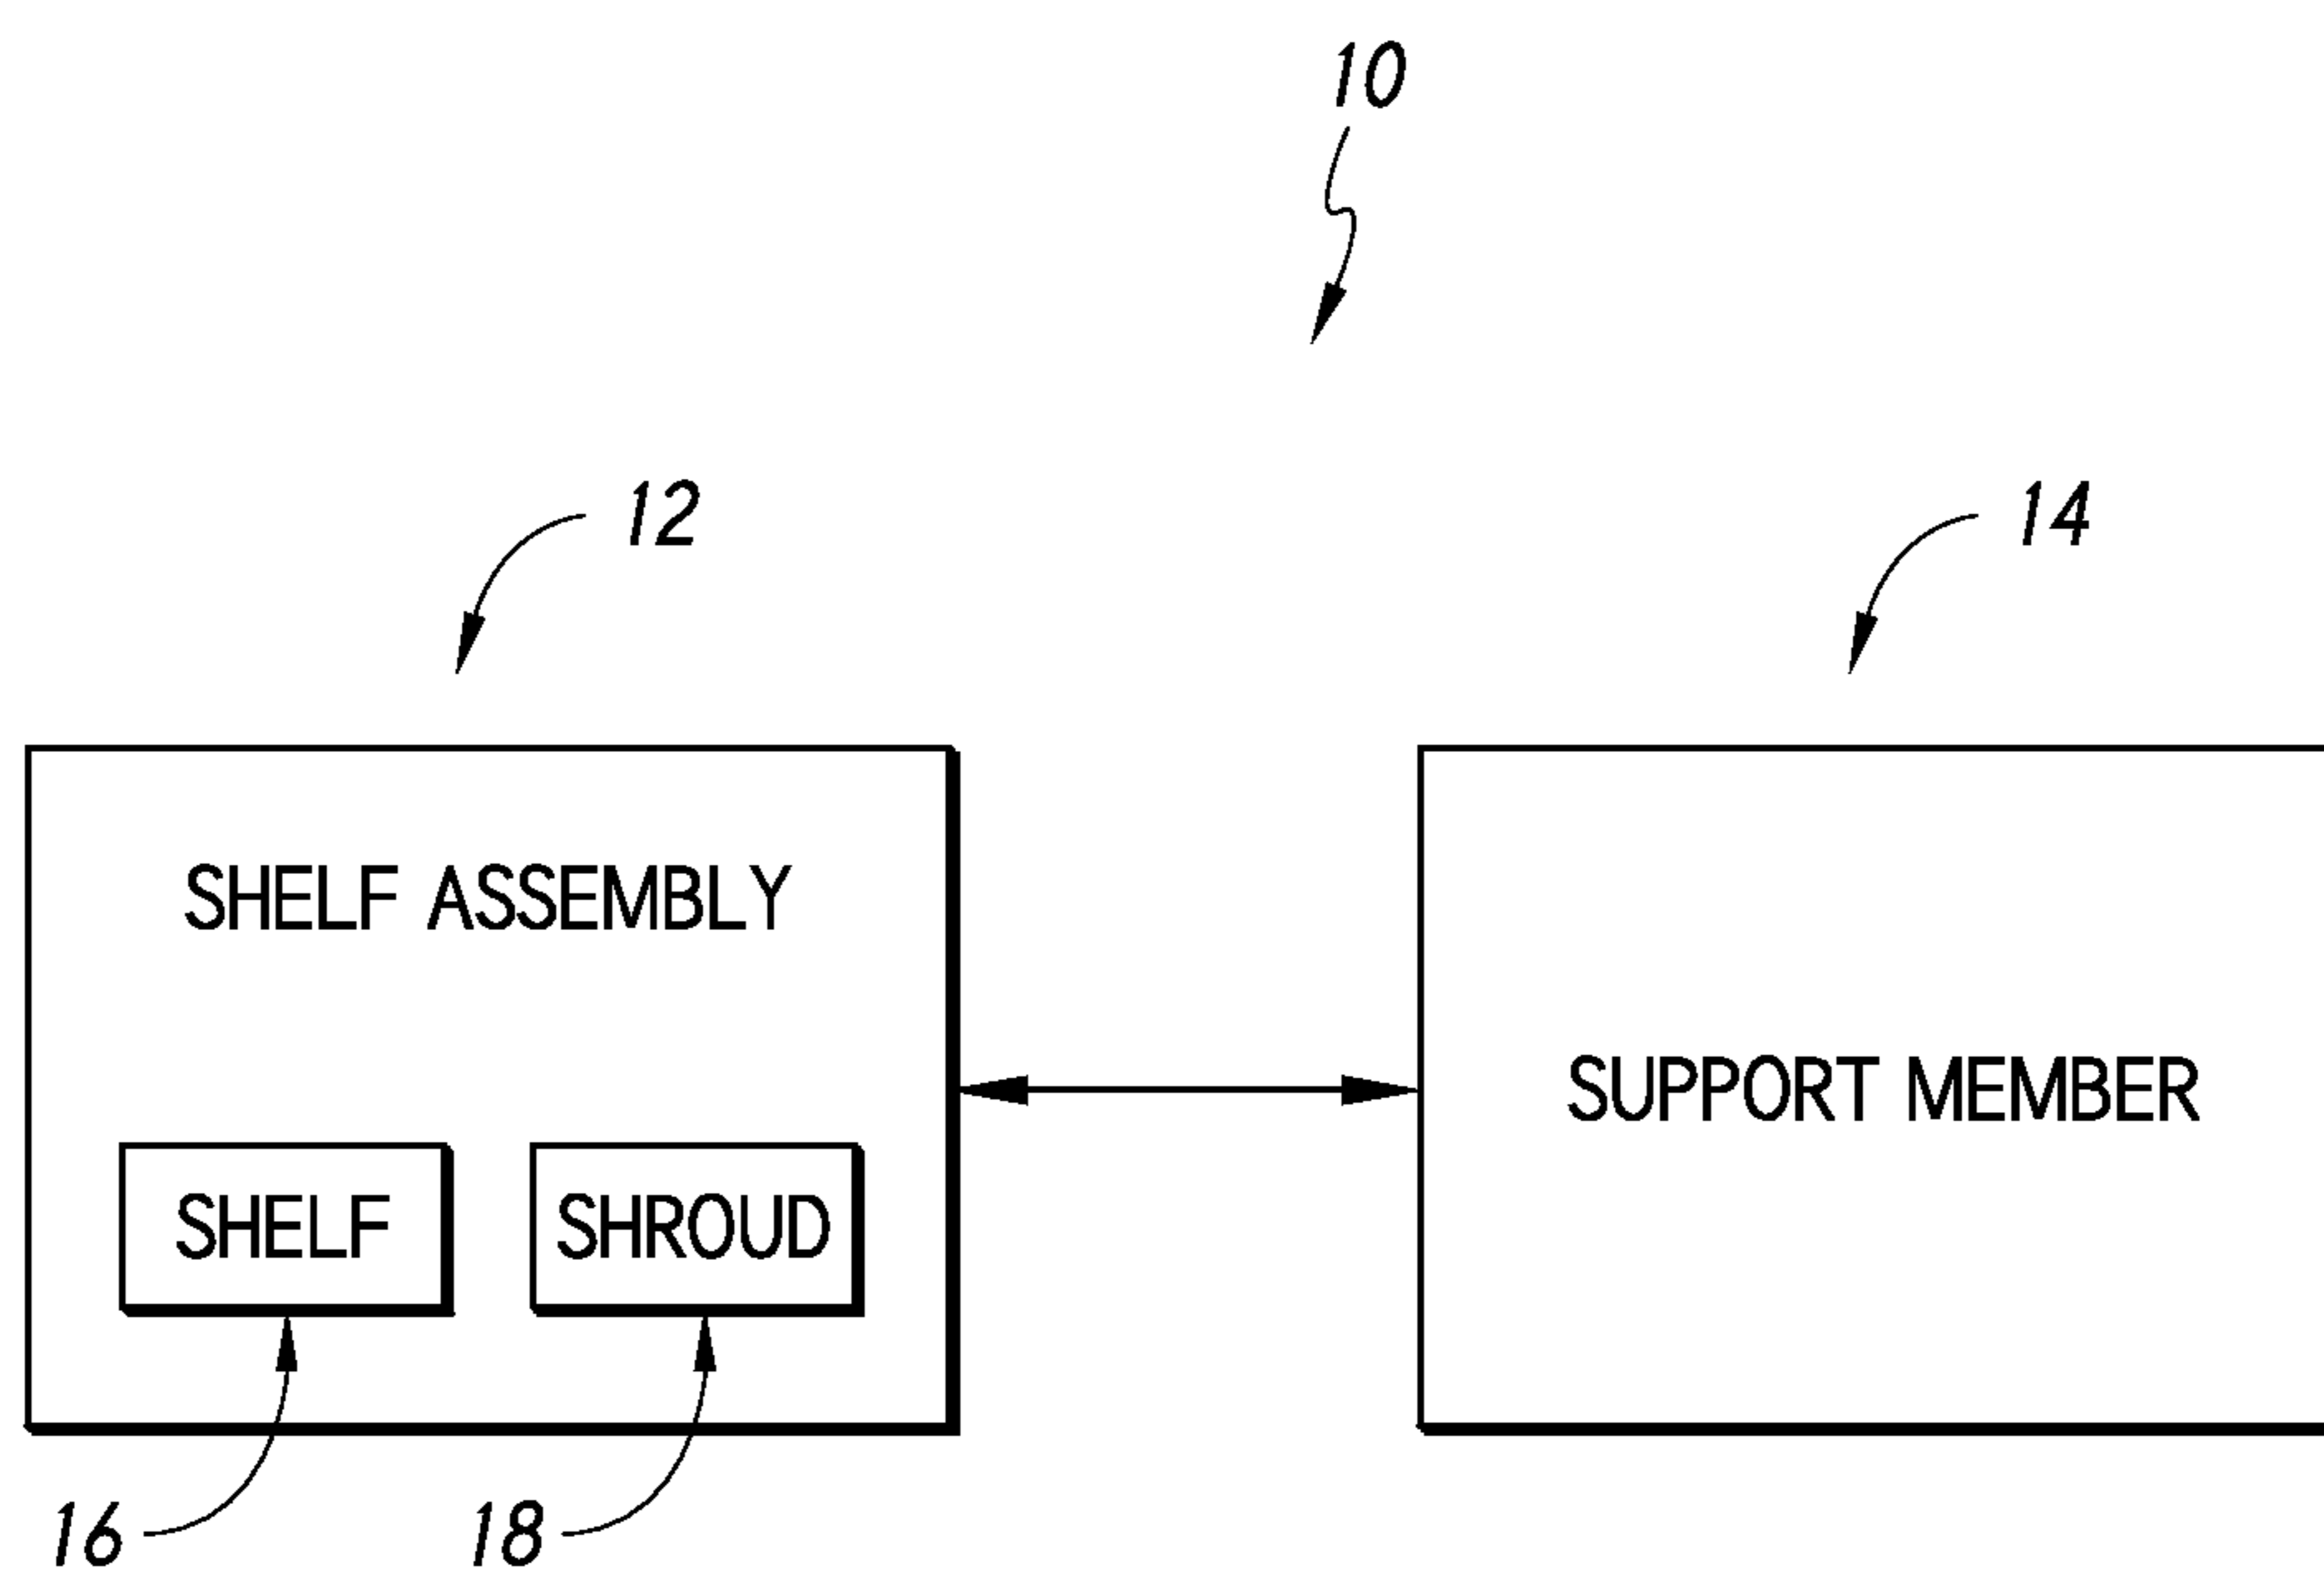 10
12
14
SHELF ASSEMBLY
SUPPORT MEMBER
SHELF
SHROUD
16
18